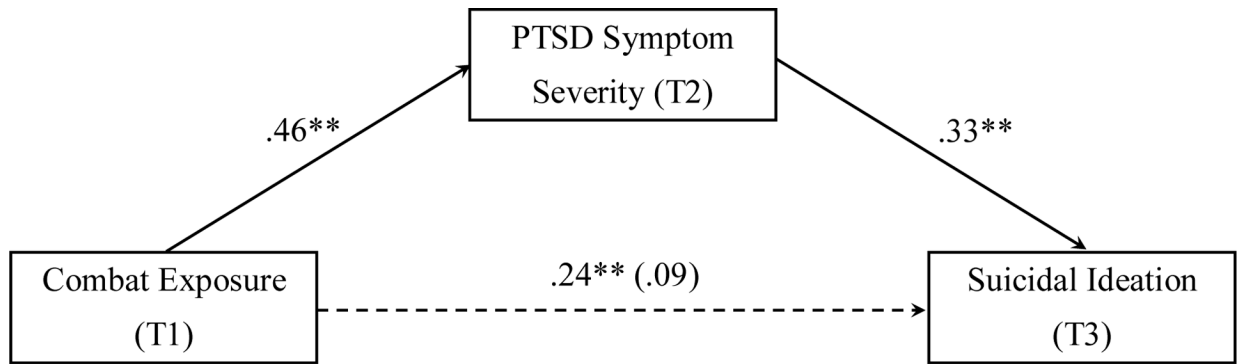 PTSD Symptom
Severity (T2)
.46**
.33**
Combat Exposure
(T1)
.24** (.09)
Suicidal Ideation
(T3)